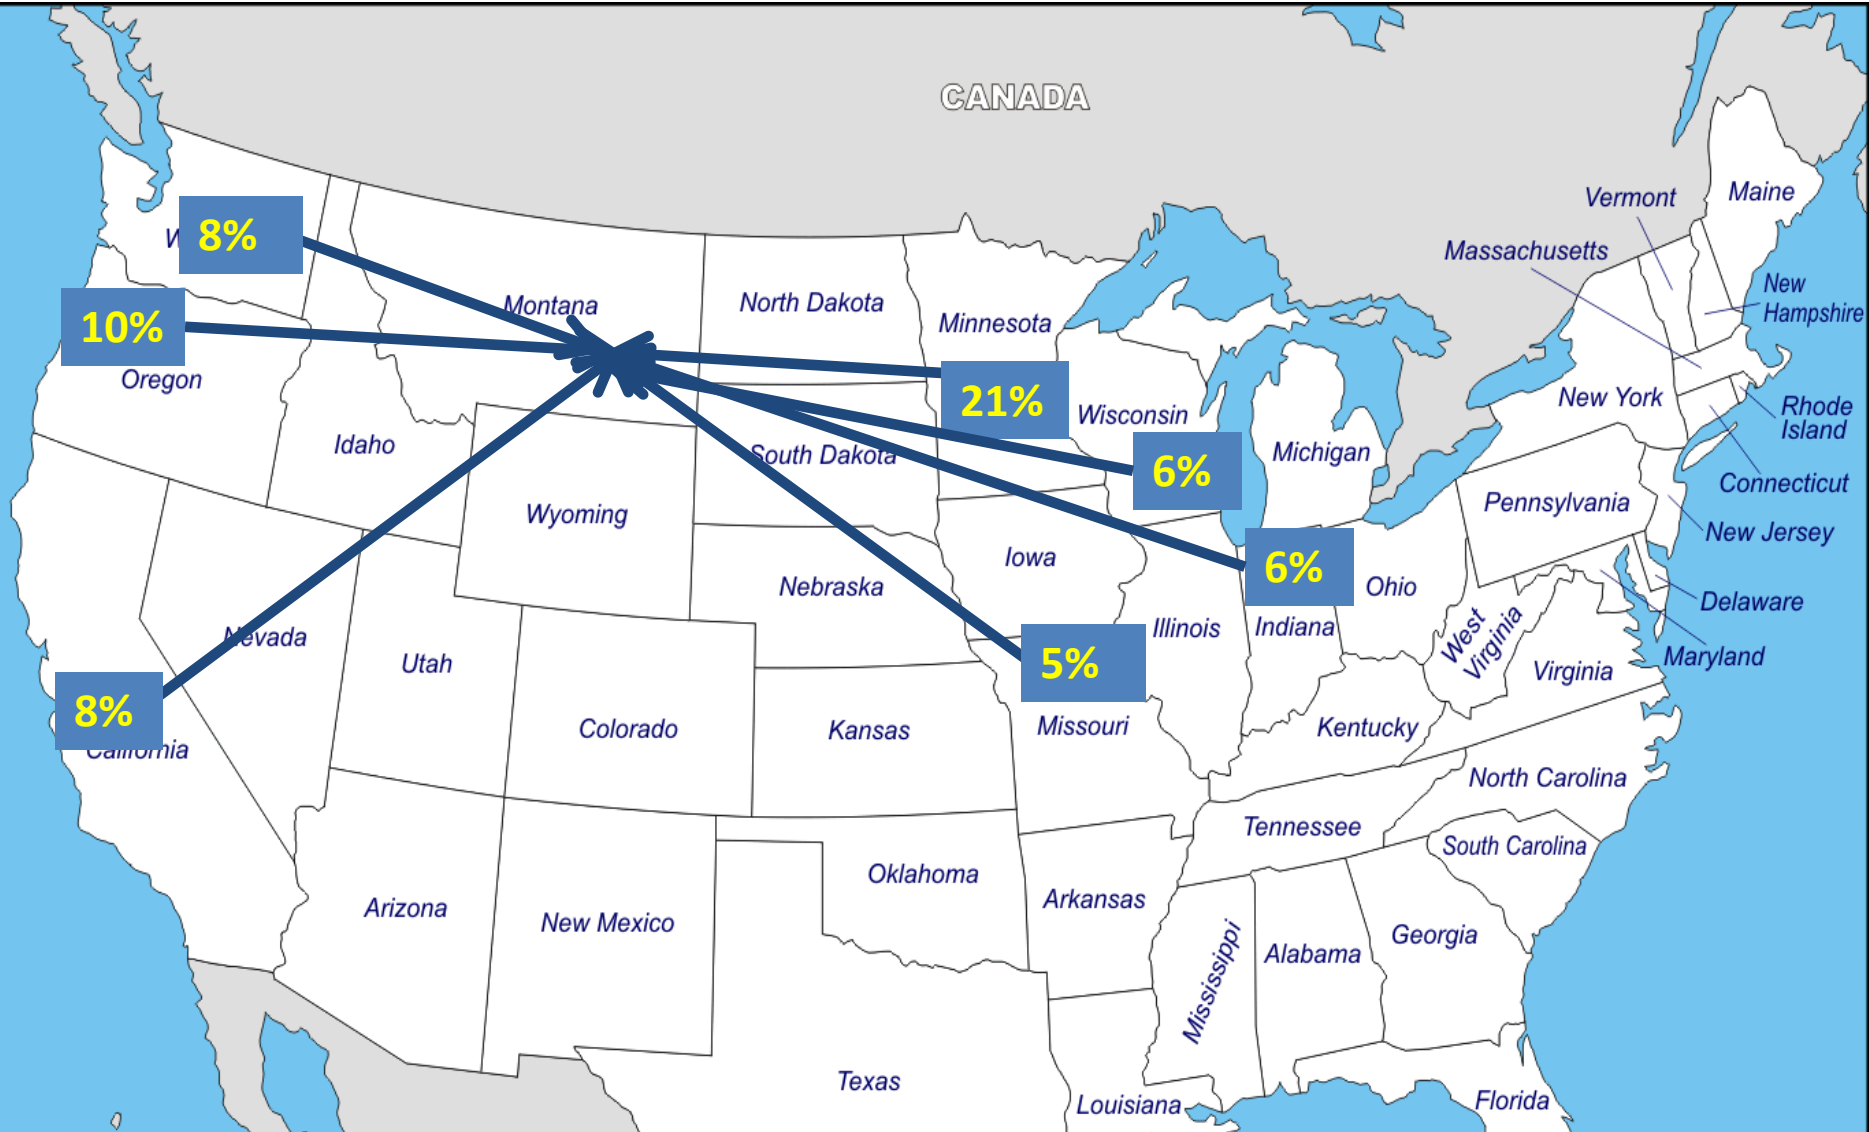 CANADA
Maine
Vermont
Massachusetts
New
Hampshire
8%
Montana
North Dakota
Minnesota
10%
Oregon
21%
Wisconsin
New York
Rhode
Island
Idaho
South Dakota
6%
Michigan
Connecticut
Wyoming
Pennsylvania
New Jersey
Iowa
6%
Ohio
Nebraska
Delaware
Nevada
Utah
5%
Illinois
Indiana
West
Virginia
Virginia
Maryland
8%
California
Colorado
Kansas
Missouri
Kentucky
North Carolina
Tennessee
South Carolina
Oklahoma
Arkansas
Arizona
New Mexico
Mississippi
Alabama
Georgia
Texas
Louisiana
Florida